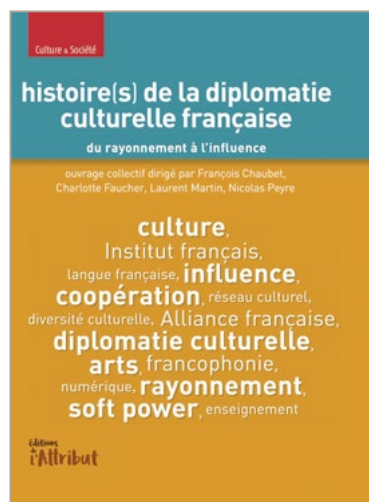 Culture & Société
histoire(s) de la diplomatie
culturelle française
du rayonnement à l'influence
ouvrage collectif dirigé par François Chaubet,
Charlotte Faucher, Laurent Martin, Nicolas Peyre
culture,
Institut français,
langue française, influence,
coopération, réseau culturel,
diversité culturelle, Alliance française,
diplomatie culturelle,
arts, francophonie,
numérique, rayonnement,
soft power, enseignement
éditions
de
l'Attribut